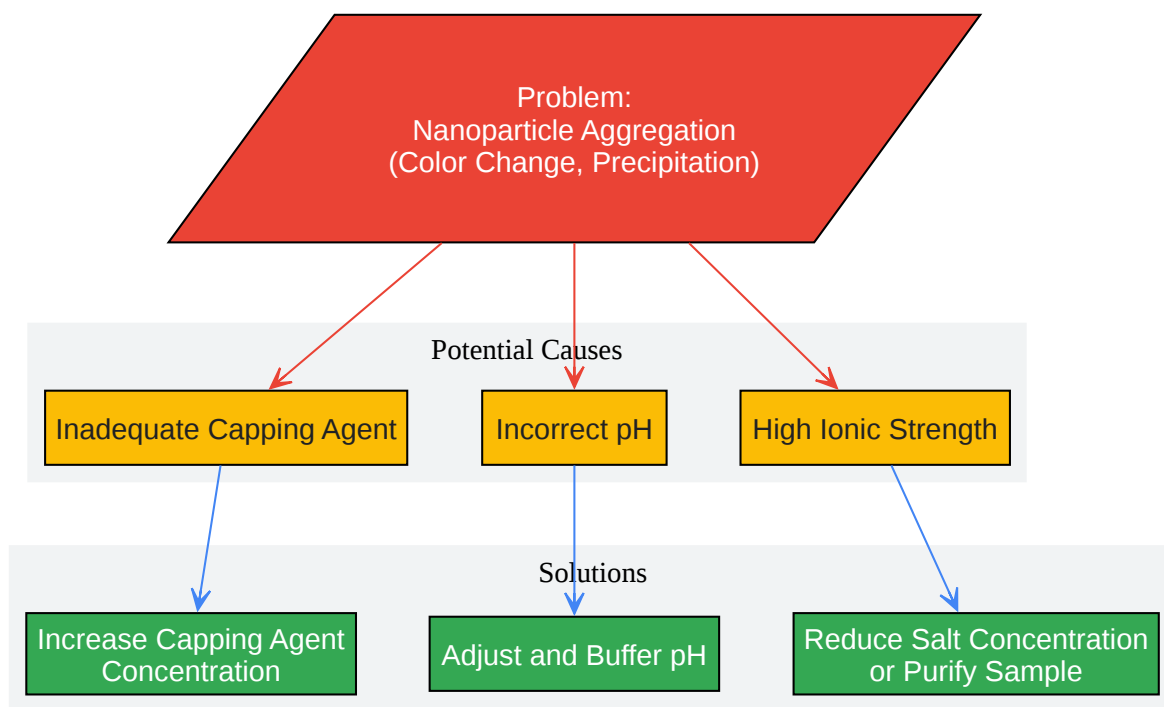 Problem:
Nanoparticle Aggregation
(Color Change, Precipitation)
Potential Causes
Inadequate Capping Agent
Incorrect pH
High Ionic Strength
Solutions
Increase Capping Agent
Concentration
Adjust and Buffer pH
Reduce Salt Concentration
or Purify Sample